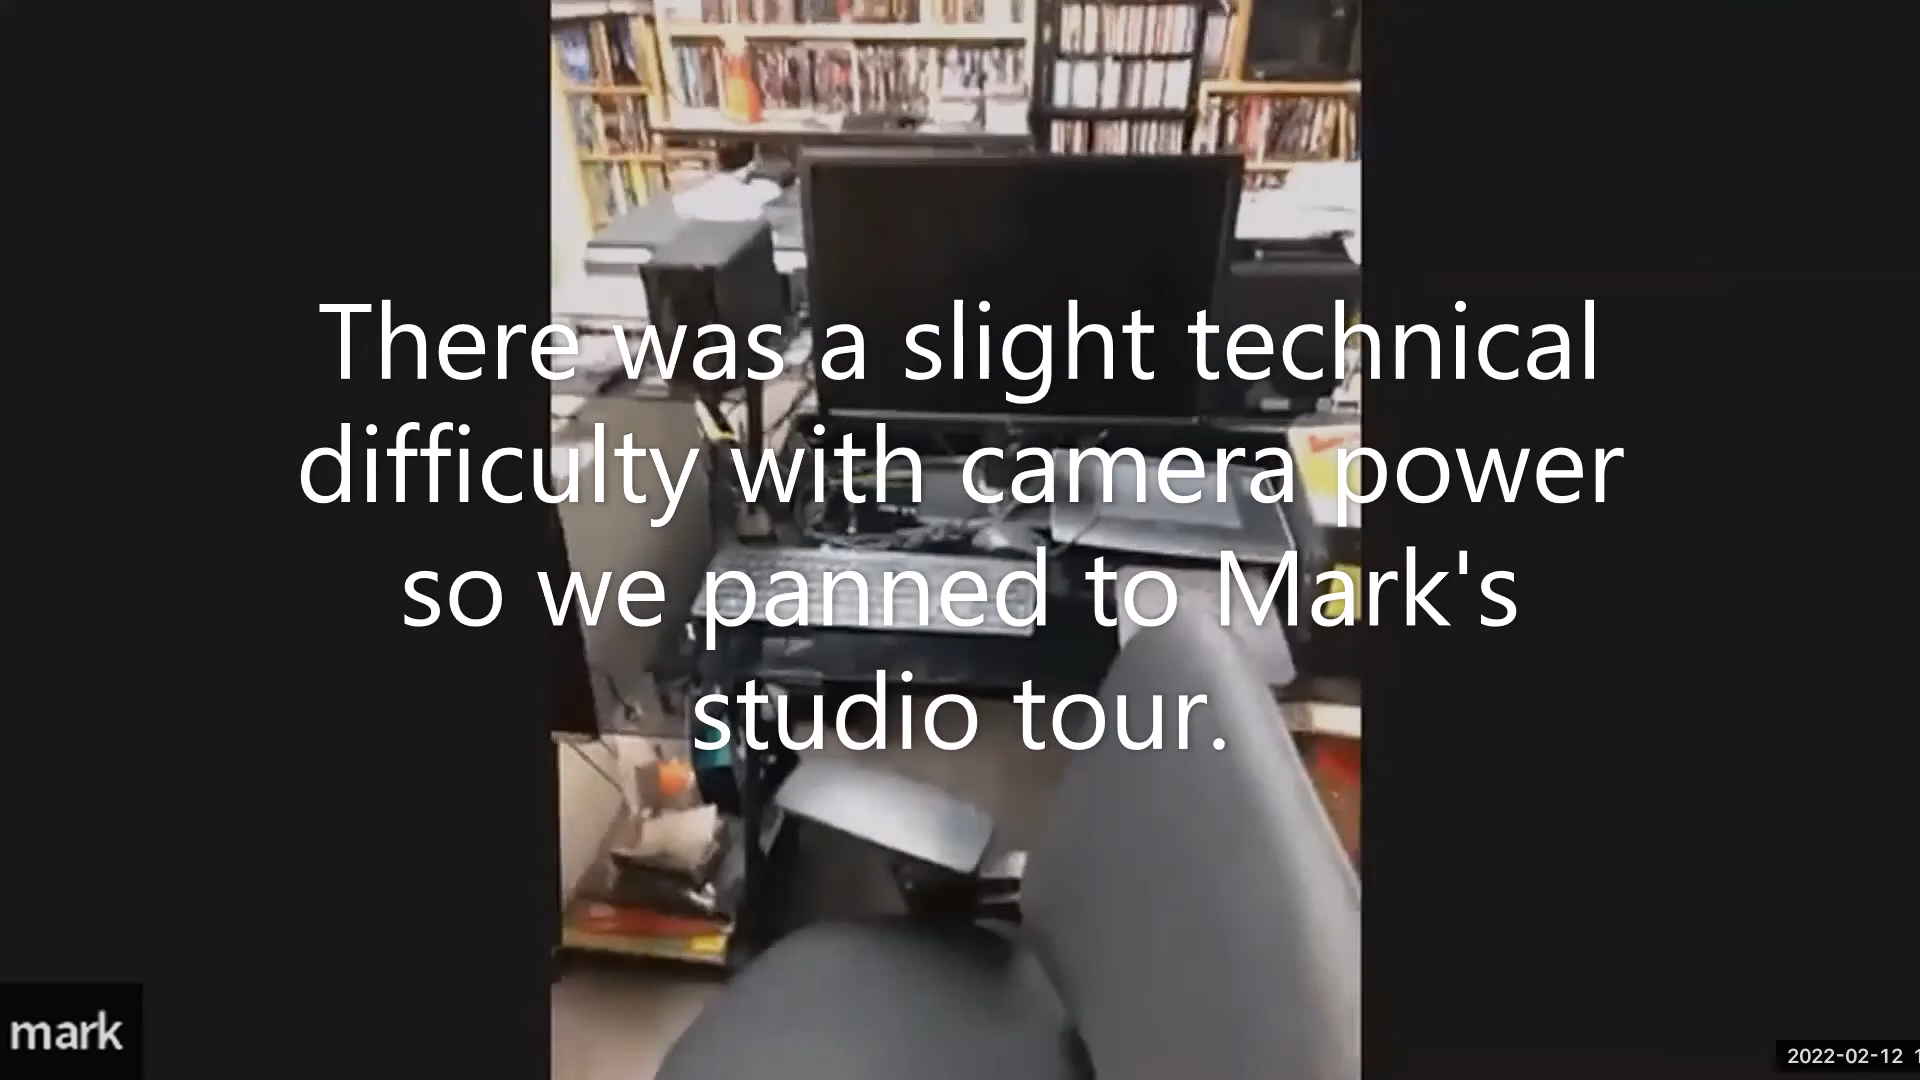 There was a slight technical
difficulty with camera power
so we panned to Mark's
studio tour.
mark
2022-02-12 1